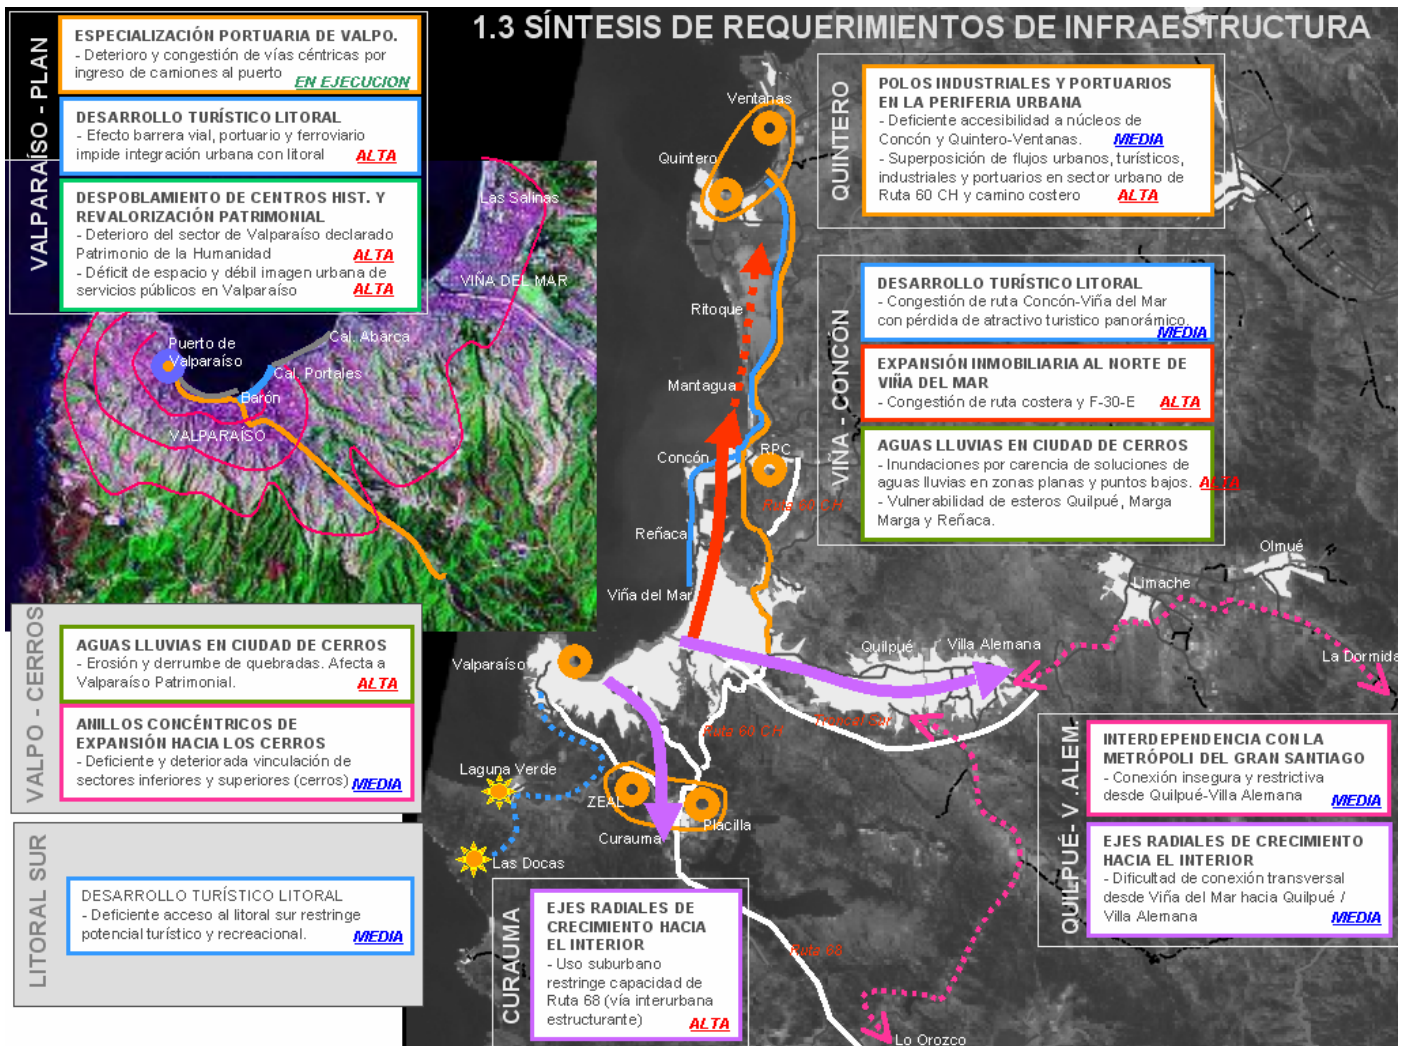 1.3 SÍNTESIS DE REQUERIMIENTOS DE INFRAESTRUCTURA
VALPARAÍSO - PLAN
ESPECIALIZACIÓN PORTUARIA DE VALPO.
- Deterioro y congestión de vías céntricas por
ingreso de camiones al puerto
EN EJECUCION
DESARROLLO TURÍSTICO LITORAL
- Efecto barrera vial, portuario y ferroviario
impide integración urbana con litoral
ALTA
DESPOBLAMIENTO DE CENTROS HIST. Y
REVALORIZACIÓN PATRIMONIAL
- Deterioro del sector de Valparaíso declarado
Patrimonio de la Humanidad
ALTA
- Déficit de espacio y débil imagen urbana de
servicios públicos en Valparaíso
ALTA
Las Salinas
VIÑA DEL MAR
Cal. Abarca
Puerto de
Valparaíso
Cal. Portales
Barón
VALPARAÍSO
VALPO - CERROS
AGUAS LLUVIAS EN CIUDAD DE CERROS
- Erosión y derrumbe de quebradas. Afecta a
Valparaíso Patrimonial.
ALTA
ANILLOS CONCÉNTRICOS DE
EXPANSIÓN HACIA LOS CERROS
- Deficiente y deteriorada vinculación de
sectores inferiores y superiores (cerros)
MEDIA
LITORAL SUR
DESARROLLO TURÍSTICO LITORAL
- Deficiente acceso al litoral sur restringe
potencial turístico y recreacional.
MEDIA
Ventanas
Quintero
Ritoque
Mantagua
Concón
RPC
Ruta 60 CH
Reñaca
Viña del Mar
Valparaíso
Quilpué
Villa Alemana
Limache
Olmué
La Dormida
Troncal Sur
Ruta 60 CH
Laguna Verde
ZEAL
Placilla
Curauma
Las Docas
Ruta 68
Lo Orozco
QUINTERO
POLOS INDUSTRIALES Y PORTUARIOS
EN LA PERIFERIA URBANA
- Deficiente accesibilidad a núcleos de
Concón y Quintero-Ventanas.
MEDIA
- Superposición de flujos urbanos, turísticos,
industriales y portuarios en sector urbano de
Ruta 60 CH y camino costero
ALTA
VIÑA - CONCÓN
DESARROLLO TURÍSTICO LITORAL
- Congestión de ruta Concón-Viña del Mar
con pérdida de atractivo turistico panorámico.
MEDIA
EXPANSIÓN INMOBILIARIA AL NORTE DE
VIÑA DEL MAR
- Congestión de ruta costera y F-30-E
ALTA
AGUAS LLUVIAS EN CIUDAD DE CERROS
- Inundaciones por carencia de soluciones de
aguas lluvias en zonas planas y puntos bajos.
ALTA
- Vulnerabilidad de esteros Quilpué, Marga
Marga y Reñaca.
QUILPUÉ- V .ALEM.
INTERDEPENDENCIA CON LA
METRÓPOLI DEL GRAN SANTIAGO
- Conexión insegura y restrictiva
desde Quilpué-Villa Alemana
MEDIA
EJES RADIALES DE CRECIMIENTO
HACIA EL INTERIOR
- Dificultad de conexión transversal
desde Viña del Mar hacia Quilpué /
Villa Alemana
MEDIA
CURAUMA
EJES RADIALES DE
CRECIMIENTO HACIA
EL INTERIOR
- Uso suburbano
restringe capacidad de
Ruta 68 (vía interurbana
estructurante)
ALTA